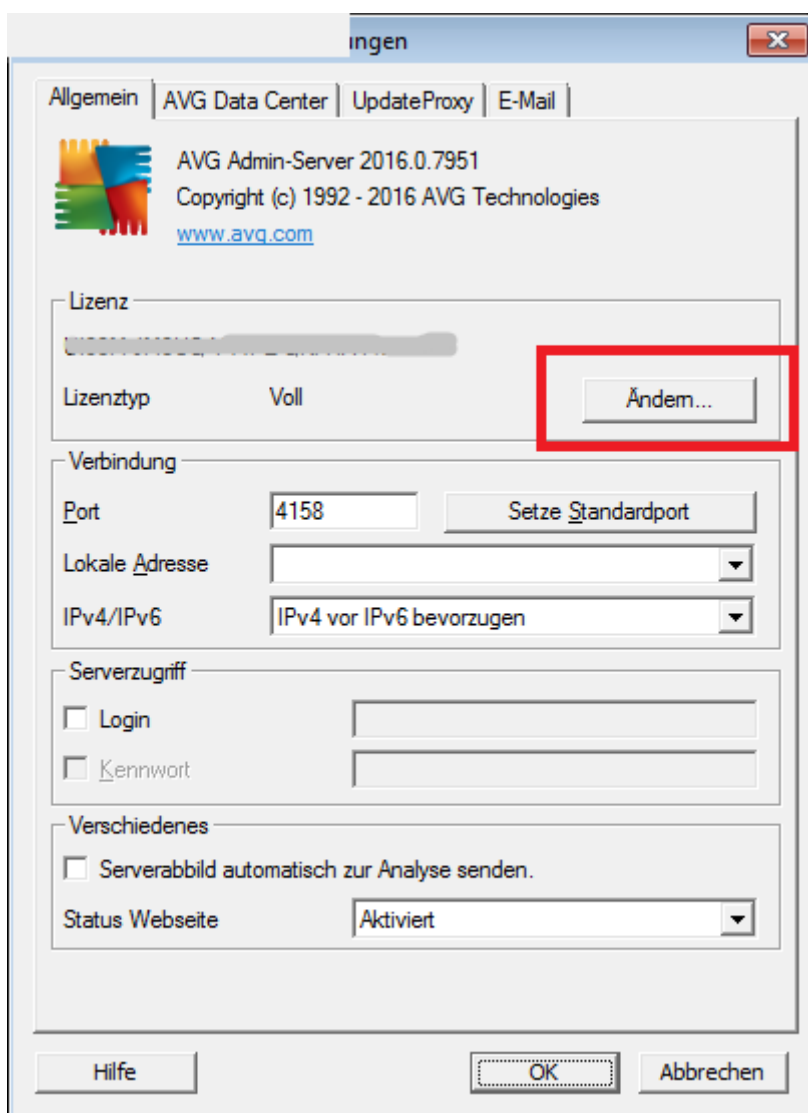 ungen
Allgemein AVG Data Center UpdateProxy E-Mail
AVG Admin-Server 2016.0.7951
Copyright (c) 1992 - 2016 AVG Technologies
www.avg.com
Lizenz
Lizenztyp Voll Ändern...
Verbindung
Port 4158 Setze Standardport
Lokale Adresse
IPv4/IPv6 IPv4 vor IPv6 bevorzugen
Serverzugriff
Login
Kennwort
Verschiedenes
Serverabbild automatisch zur Analyse senden.
Status Webseite Aktiviert
Hilfe OK Abbrechen